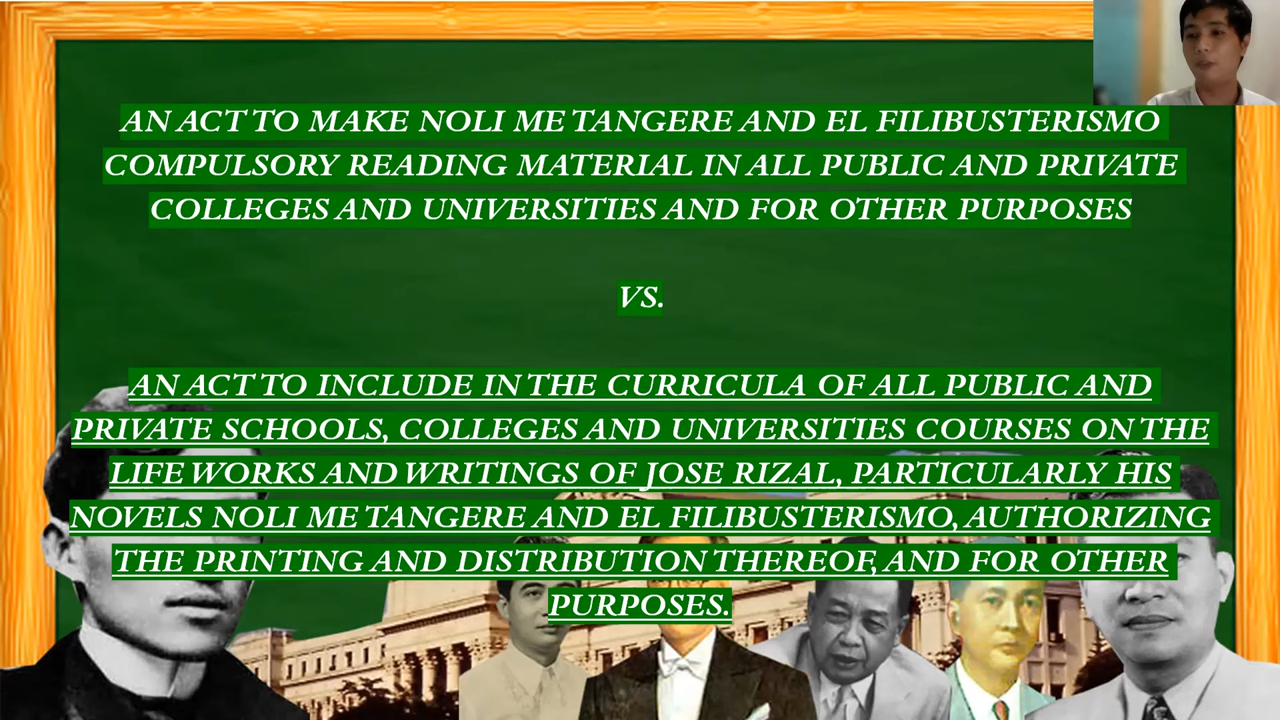 AN ACT TO MAKE NOLI ME TANGERE AND EL FILIBUSTERISMO
COMPULSORY READING MATERIAL IN ALL PUBLIC AND PRIVATE
COLLEGES AND UNIVERSITIES AND FOR OTHER PURPOSES
VS.
AN ACT TO INCLUDE IN THE CURRICULA OF ALL PUBLIC AND
PRIVATE SCHOOLS, COLLEGES AND UNIVERSITIES COURSES ON THE
LIFE WORKS AND WRITINGS OF JOSE RIZAL, PARTICULARLY HIS
NOVELS NOLI ME TANGERE AND EL FILIBUSTERISMO, AUTHORIZING
THE PRINTING AND DISTRIBUTION THEREOF, AND FOR OTHER
PURPOSES.